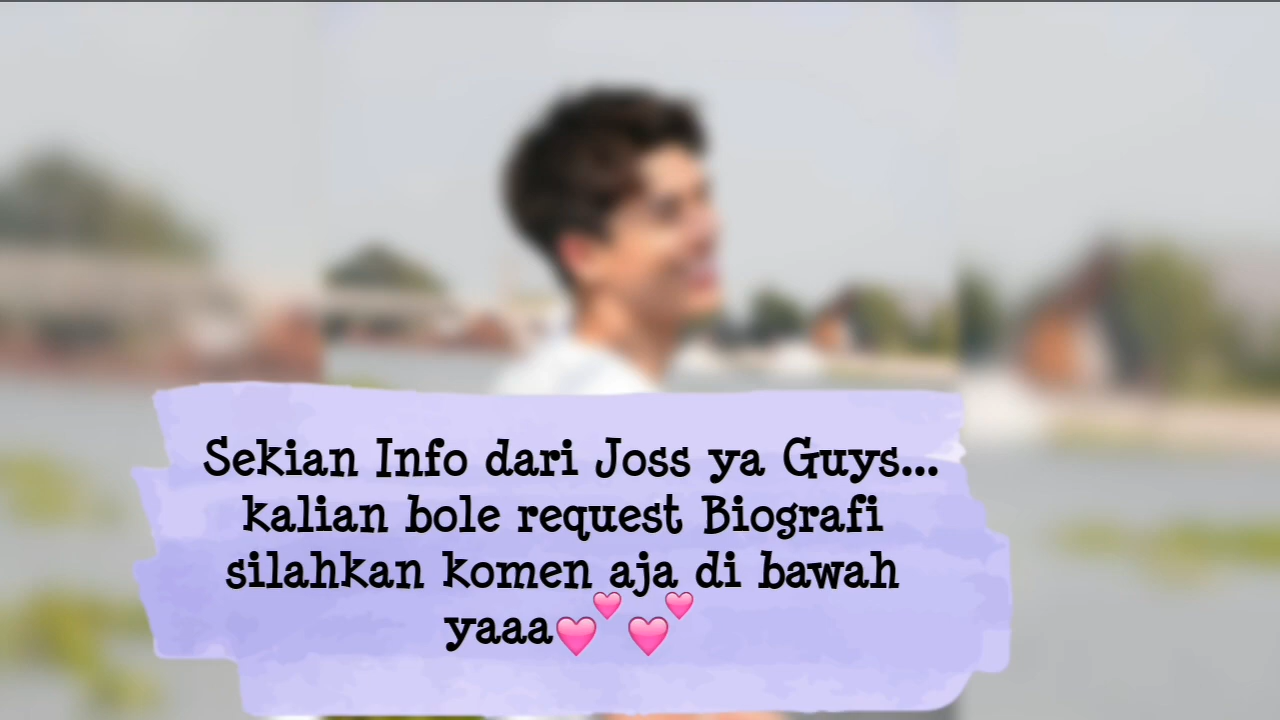 Sekian Info dari Joss ya Guys...
kalian bole request Biografi
silahkan komen aja di bawah
yaaa💕💕